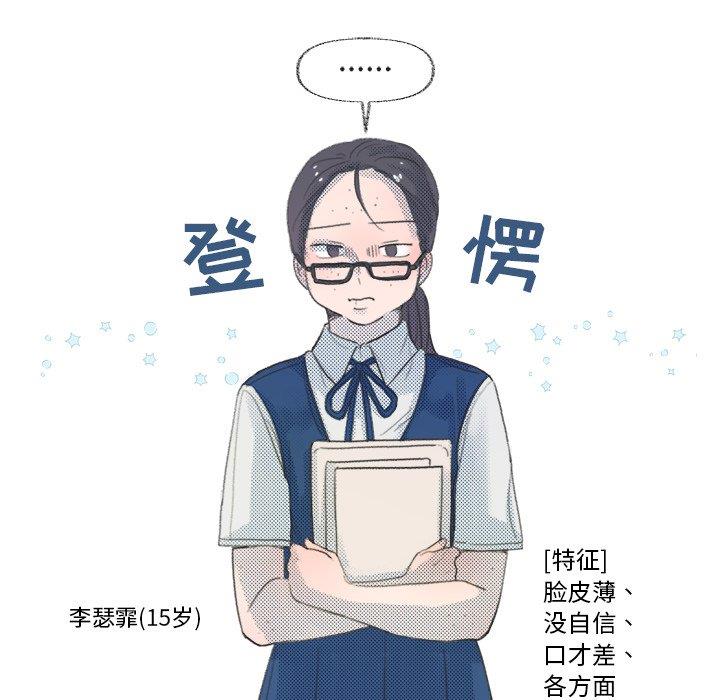 ……
登 愣
李瑟霏(15岁)
[特征]
脸皮薄、
没自信、
口才差、
各方面